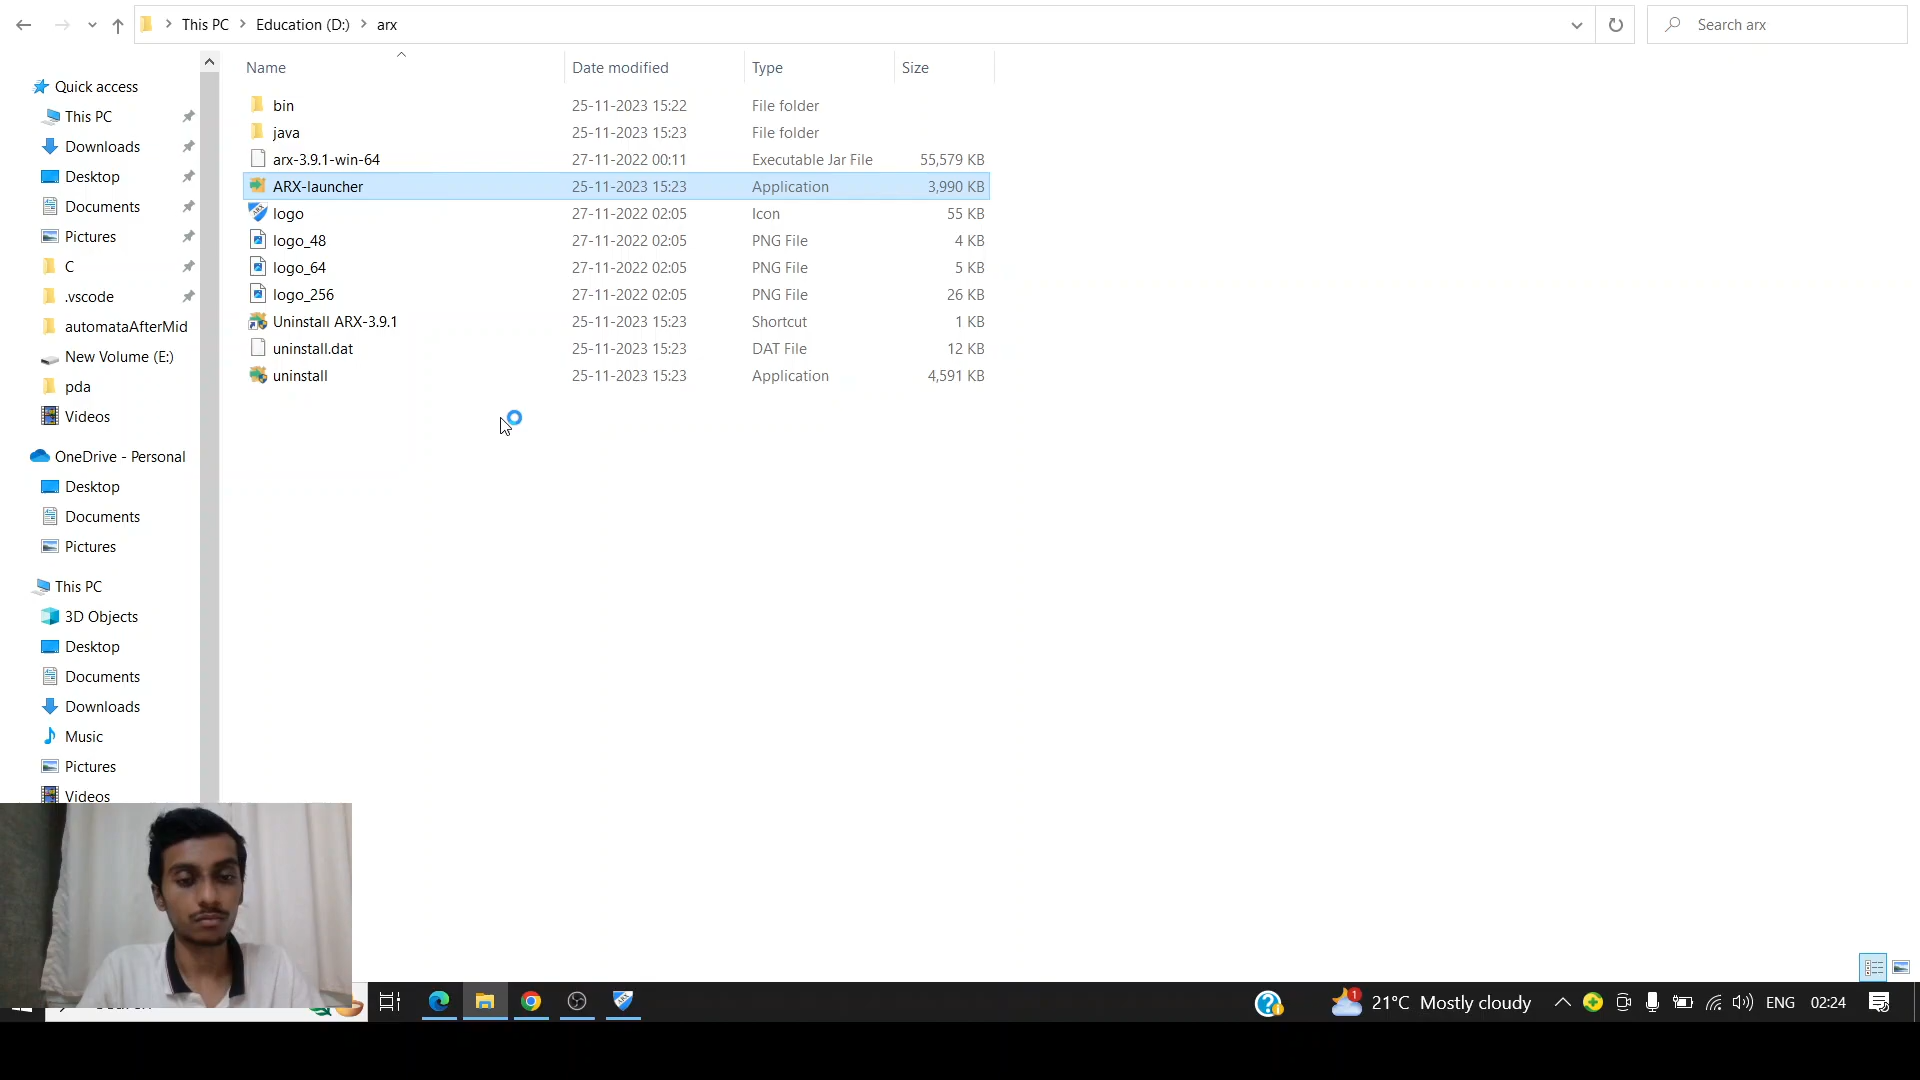 This PC > Education (D:) > arx
Search arx
Name Date modified Type Size
Quick access
This PC
Downloads
Desktop
Documents
Pictures
C
.vscode
automataAfterMid
New Volume (E:)
pda
Videos
OneDrive - Personal
Desktop
Documents
Pictures
This PC
3D Objects
Desktop
Documents
Downloads
Music
Pictures
Videos
bin 25-11-2023 15:22 File folder
java 25-11-2023 15:23 File folder
arx-3.9.1-win-64 27-11-2022 00:11 Executable Jar File 55,579 KB
ARX-launcher 25-11-2023 15:23 Application 3,990 KB
logo 27-11-2022 02:05 Icon 55 KB
logo_48 27-11-2022 02:05 PNG File 4 KB
logo_64 27-11-2022 02:05 PNG File 5 KB
logo_256 27-11-2022 02:05 PNG File 26 KB
Uninstall ARX-3.9.1 25-11-2023 15:23 Shortcut 1 KB
uninstall.dat 25-11-2023 15:23 DAT File 12 KB
uninstall 25-11-2023 15:23 Application 4,591 KB
ARX
1 21°C Mostly cloudy ENG 02:24